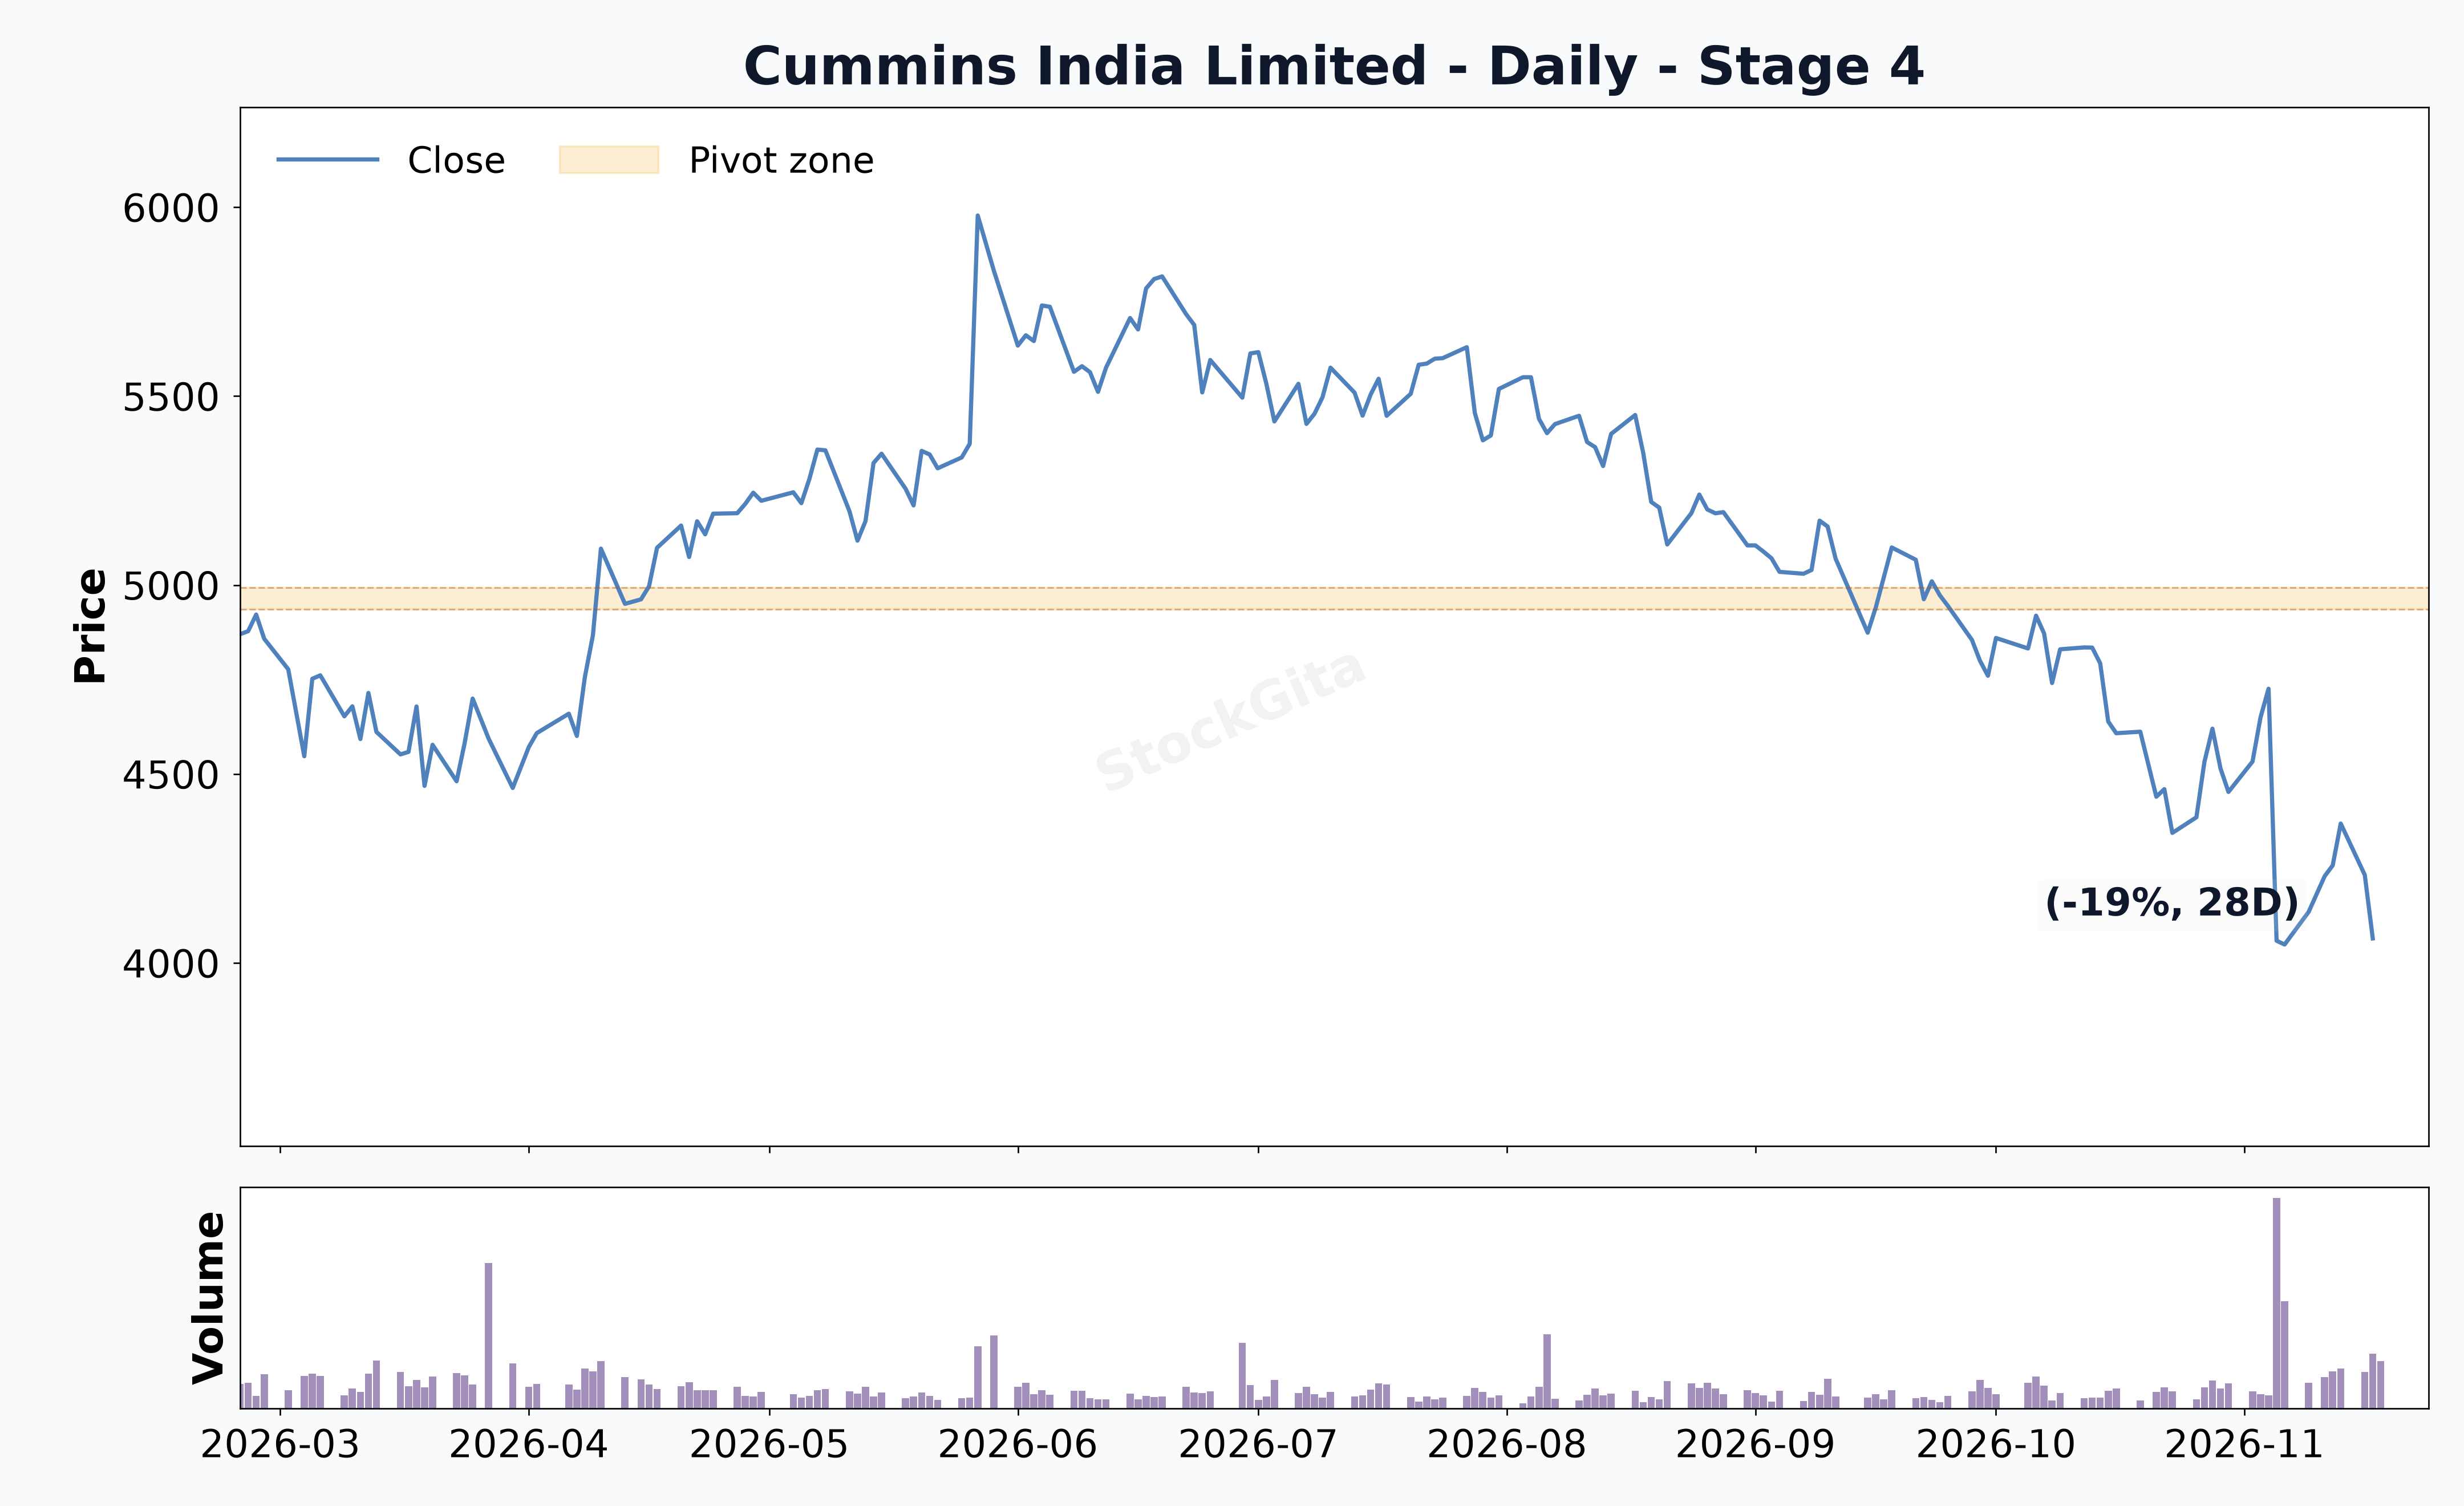 Cummins India Limited - Daily - Stage 4
Close
Pivot zone
6000
5500
5000
4500
4000
Price
StockGita
(-19%, 28D)
Volume
2026-03
2026-04
2026-05
2026-06
2026-07
2026-08
2026-09
2026-10
2026-11